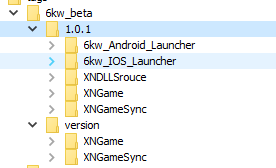 6kw_beta
1.0.1
6kw_Android_Launcher
6kw_IOS_Launcher
XNDLLSrouce
XNGame
XNGameSync
version
XNGame
XNGameSync